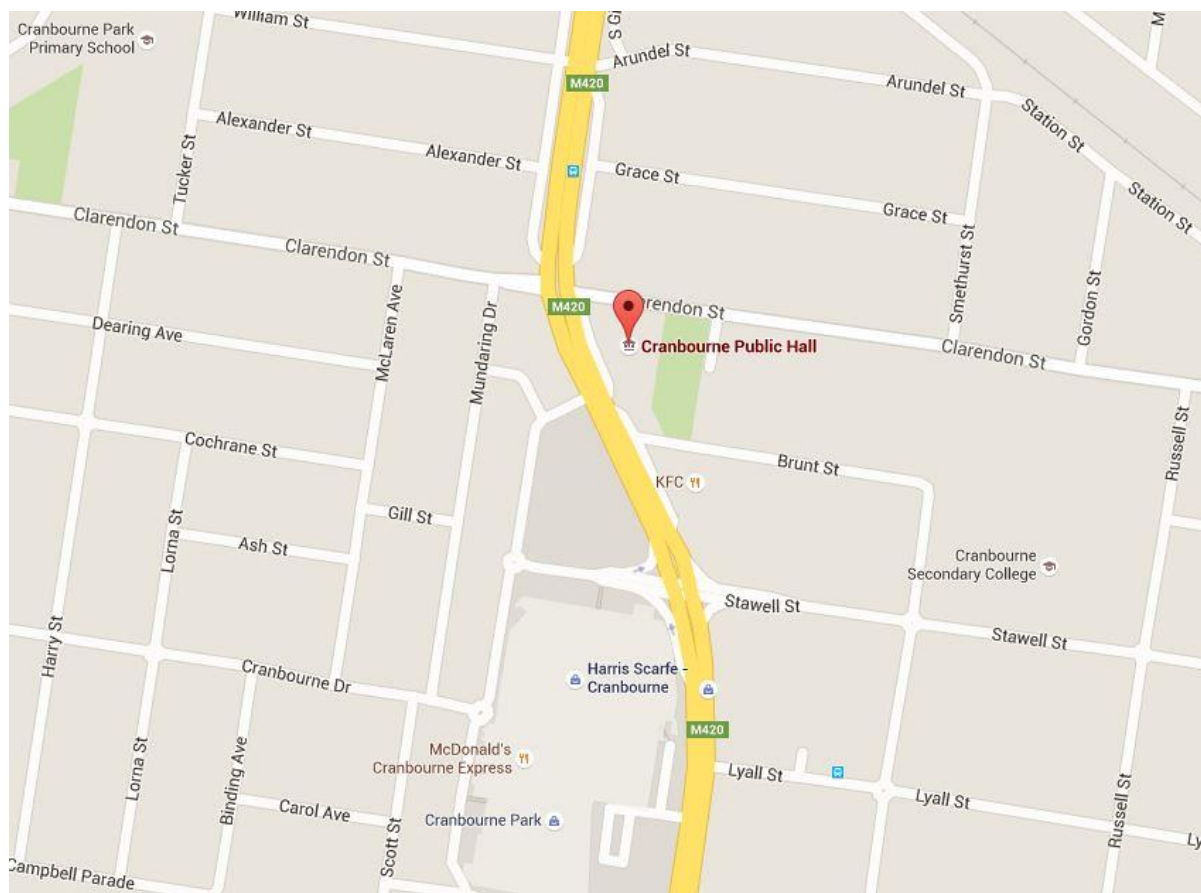 William St
S G
Cranbourne Park
Primary School
Arundel St
Arundel St
M420
Station St
Alexander St
Alexander St
Tucker St
Grace St
Grace St
Station St
Clarendon St
Clarendon St
Smethurst St
Gordon St
M420
arendon St
Dearing Ave
McLaren Ave
Mundaring Dr
Cranbourne Public Hall
Clarendon St
Russell St
Cochrane St
Brunt St
KFC
Gill St
Lorna St
Ash St
Cranbourne
Secondary College
Stawell St
Stawell St
Harry St
Cranbourne Dr
Harris Scarfe -
Cranbourne
M420
McDonald's
Cranbourne Express
Lyall St
Lyall St
Lorna St
Binding Ave
Carol Ave
Scott St
Cranbourne Park
Russell St
Ly
Campbell Parade
M